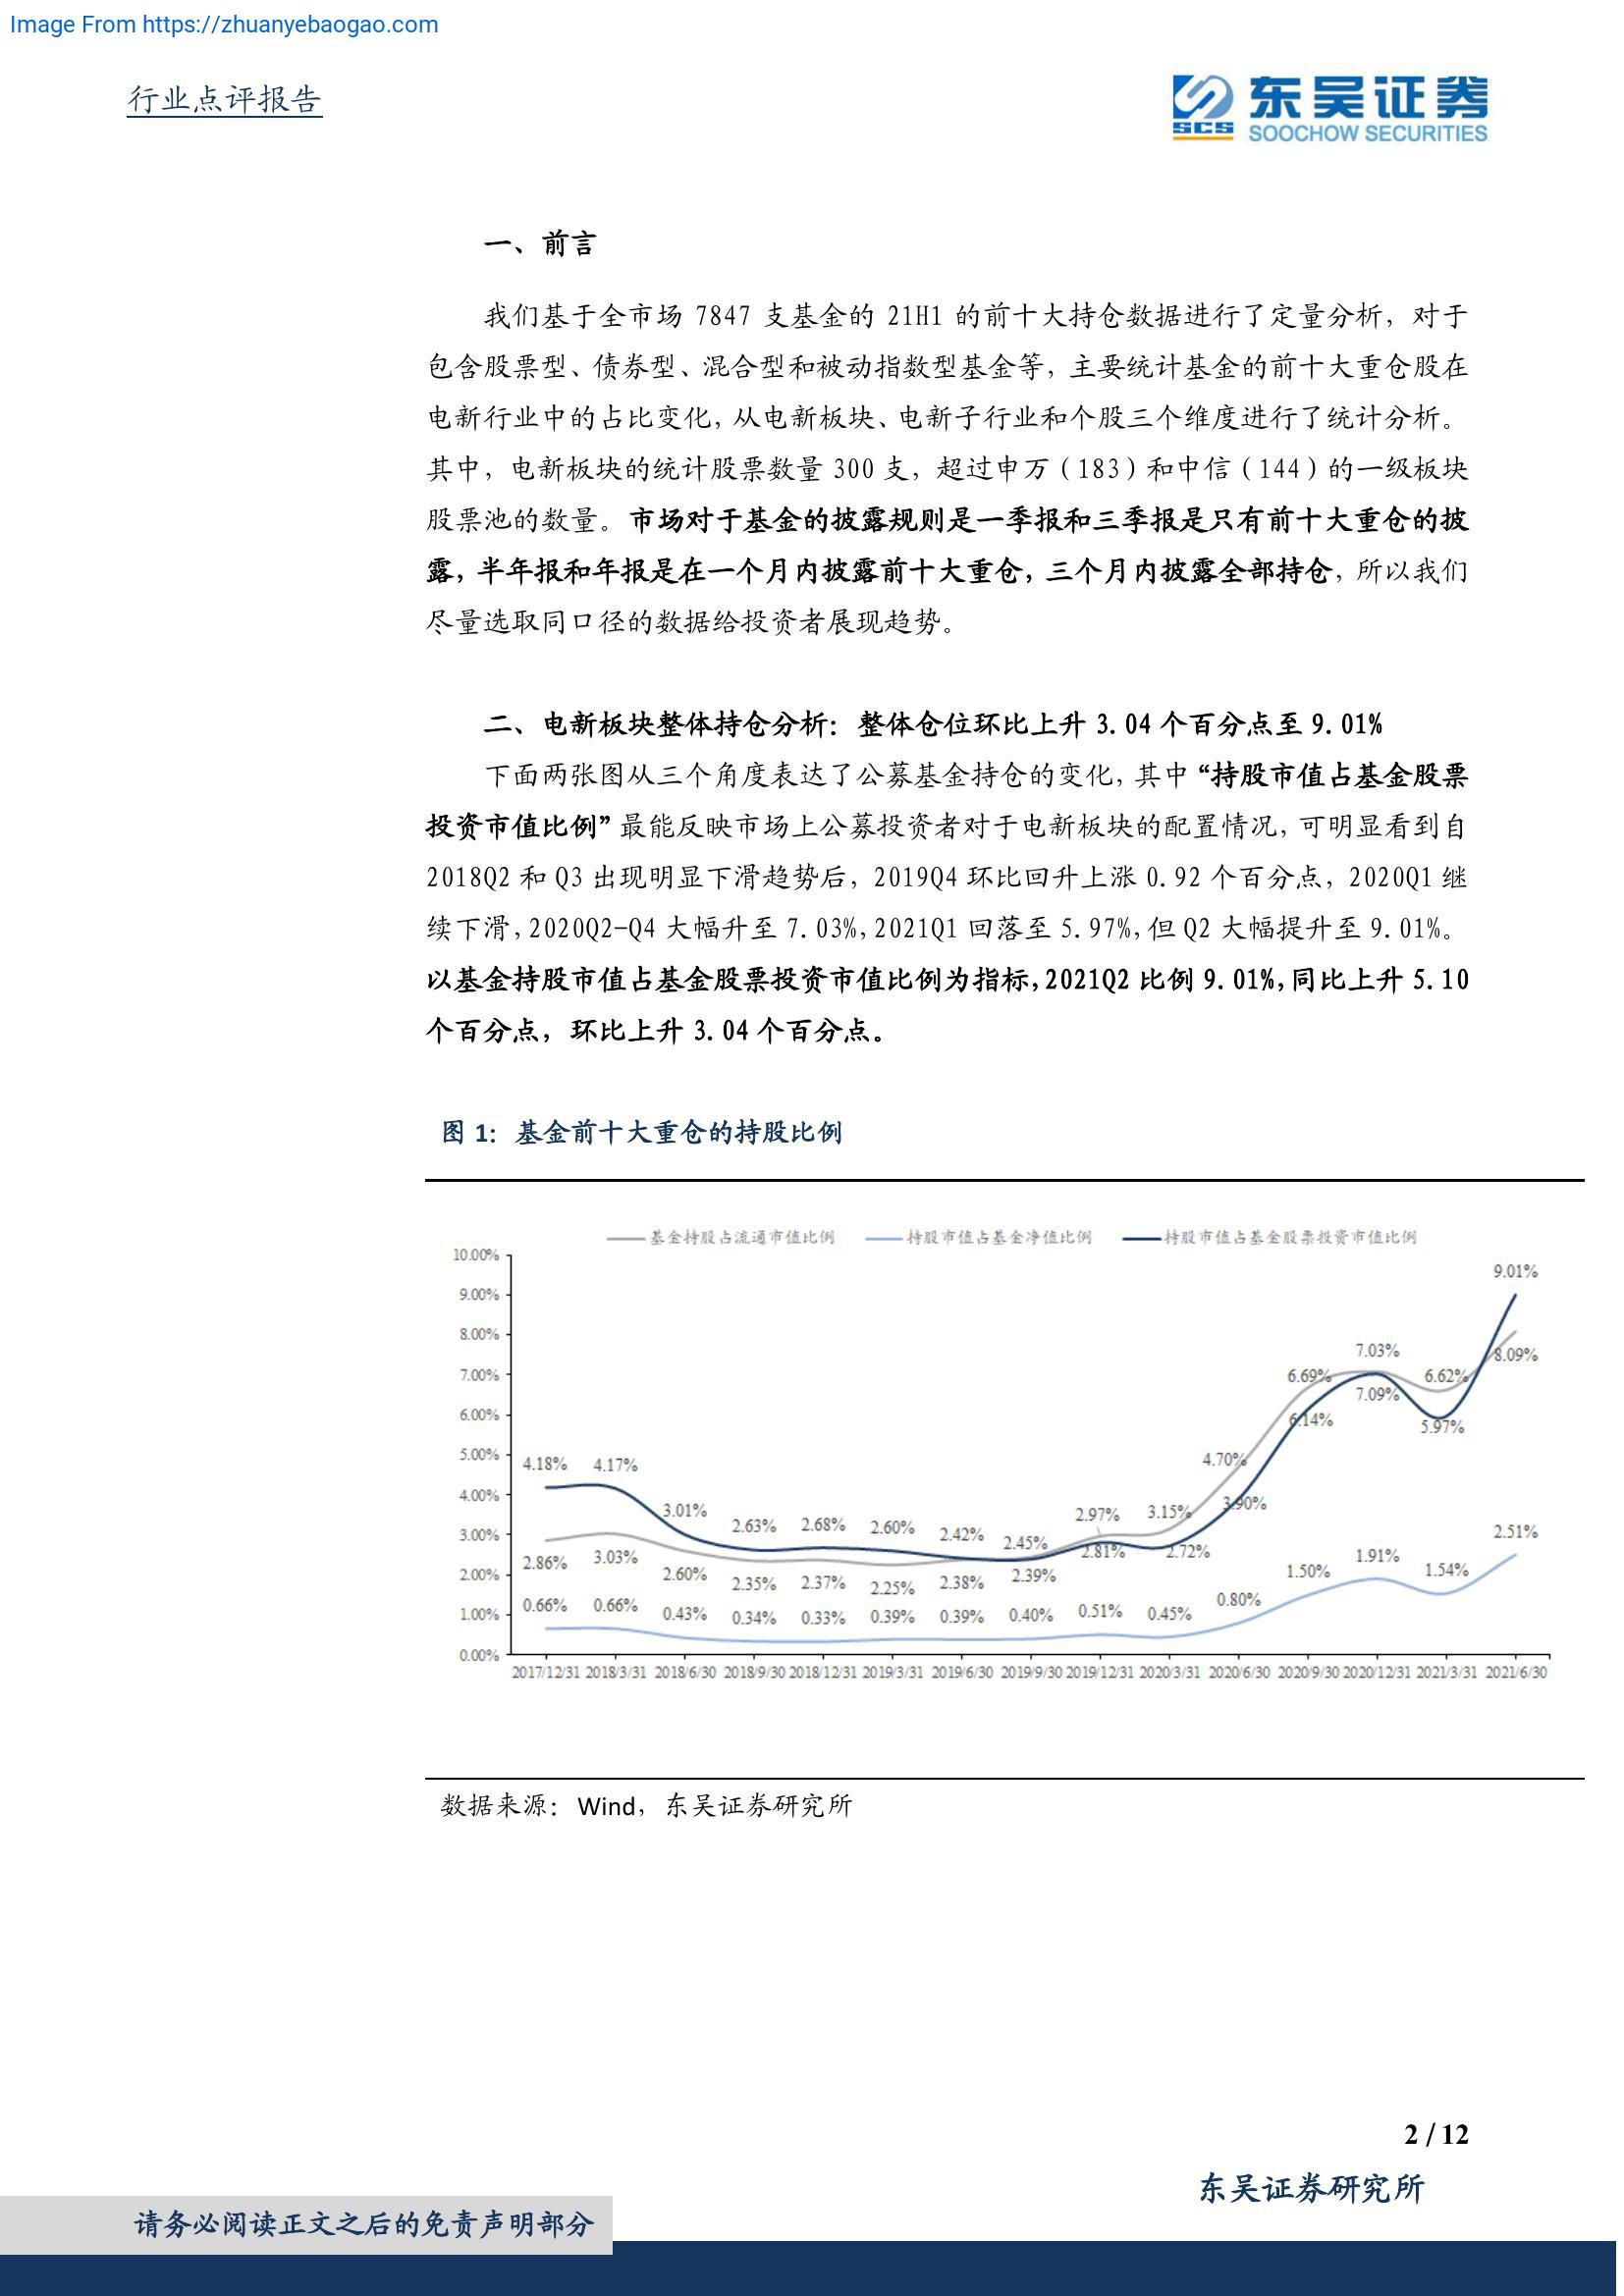 Image From https://zhuanyebaogao.com
行业点评报告
SCS
东吴证券
SOOCHOW SECURITIES
一、前言
我们基于全市场 7847 支基金的 21H1 的前十大持仓数据进行了定量分析，对于
包含股票型、债券型、混合型和被动指数型基金等，主要统计基金的前十大重仓股在
电新行业中的占比变化，从电新板块、电新子行业和个股三个维度进行了统计分析。
其中，电新板块的统计股票数量 300 支，超过申万（183）和中信（144）的一级板块
股票池的数量。市场对于基金的披露规则是一季报和三季报是只有前十大重仓的披
露，半年报和年报是在一个月内披露前十大重仓，三个月内披露全部持仓，所以我们
尽量选取同口径的数据给投资者展现趋势。
二、电新板块整体持仓分析：整体仓位环比上升 3.04 个百分点至 9.01%
下面两张图从三个角度表达了公募基金持仓的变化，其中“持股市值占基金股票
投资市值比例”最能反映市场上公募投资者对于电新板块的配置情况，可明显看到自
2018Q2 和 Q3 出现明显下滑趋势后，2019Q4 环比回升上涨 0.92 个百分点，2020Q1 继
续下滑，2020Q2-Q4 大幅升至 7.03%，2021Q1 回落至 5.97%，但 Q2 大幅提升至 9.01%。
以基金持股市值占基金股票投资市值比例为指标，2021Q2 比例 9.01%，同比上升 5.10
个百分点，环比上升 3.04 个百分点。
图 1：基金前十大重仓的持股比例
基金持股占流通市值比例 持股市值占基金净值比例 持股市值占基金股票投资市值比例
10.00%
9.00%
8.00%
7.00%
6.00%
5.00%
4.00%
3.00%
2.00%
1.00%
0.00%
4.18% 4.17% 3.01% 2.63% 2.68% 2.60% 2.42% 2.45% 2.97% 3.15% 4.70% 6.69% 7.03% 6.62% 9.01%
2.86% 3.03% 2.60% 2.35% 2.37% 2.25% 2.38% 2.39% 2.81% 2.72% 3.90% 6.14% 7.09% 5.97% 8.09%
0.66% 0.66% 0.43% 0.34% 0.33% 0.39% 0.39% 0.40% 0.51% 0.45% 0.80% 1.50% 1.91% 1.54% 2.51%
2017/12/31 2018/3/31 2018/6/30 2018/9/30 2018/12/31 2019/3/31 2019/6/30 2019/9/30 2019/12/31 2020/3/31 2020/6/30 2020/9/30 2020/12/31 2021/3/31 2021/6/30
数据来源：Wind，东吴证券研究所
2 / 12
东吴证券研究所
请务必阅读正文之后的免责声明部分